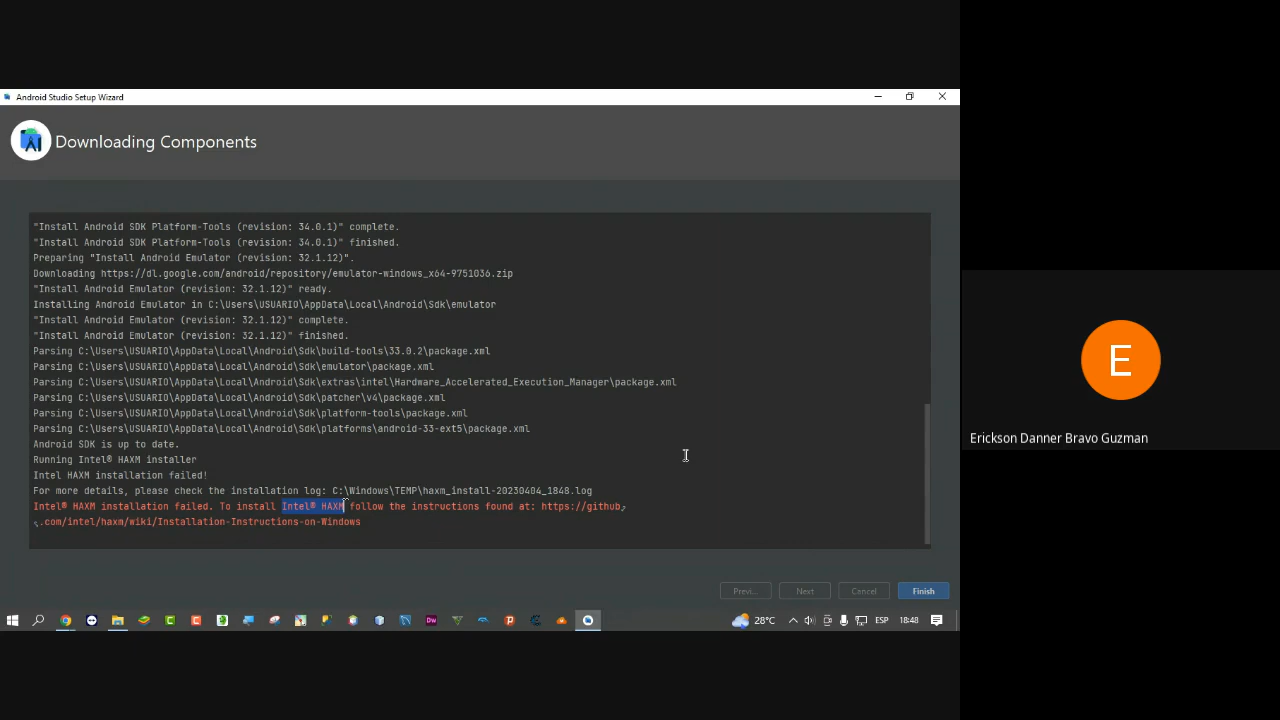 Android Studio Setup Wizard
Downloading Components
"Install Android SDK Platform-Tools (revision: 34.0.1)" complete.
"Install Android SDK Platform-Tools (revision: 34.0.1)" finished.
Preparing "Install Android Emulator (revision: 32.1.12)".
Downloading https://dl.google.com/android/repository/emulator-windows_x64-9751036.zip
"Install Android Emulator (revision: 32.1.12)" ready.
Installing Android Emulator in C:\Users\USUARIO\AppData\Local\Android\Sdk\emulator
"Install Android Emulator (revision: 32.1.12)" complete.
"Install Android Emulator (revision: 32.1.12)" finished.
Parsing C:\Users\USUARIO\AppData\Local\Android\Sdk\build-tools\33.0.2\package.xml
Parsing C:\Users\USUARIO\AppData\Local\Android\Sdk\emulator\package.xml
Parsing C:\Users\USUARIO\AppData\Local\Android\Sdk\extras\intel\Hardware_Accelerated_Execution_Manager\package.xml
Parsing C:\Users\USUARIO\AppData\Local\Android\Sdk\patcher\v4\package.xml
Parsing C:\Users\USUARIO\AppData\Local\Android\Sdk\platform-tools\package.xml
Parsing C:\Users\USUARIO\AppData\Local\Android\Sdk\platforms\android-33-ext5\package.xml
Android SDK is up to date.
Running Intel® HAXM installer
Intel HAXM installation failed!
For more details, please check the installation log: C:\Windows\TEMP\haxm_install-20230404_1848.log
Intel® HAXM installation failed. To install Intel® HAXM follow the instructions found at: https://github
.com/intel/haxm/wiki/Installation-Instructions-on-Windows
Previ... Next Cancel Finish
28°C ESP 18:48
E
Erickson Danner Bravo Guzman